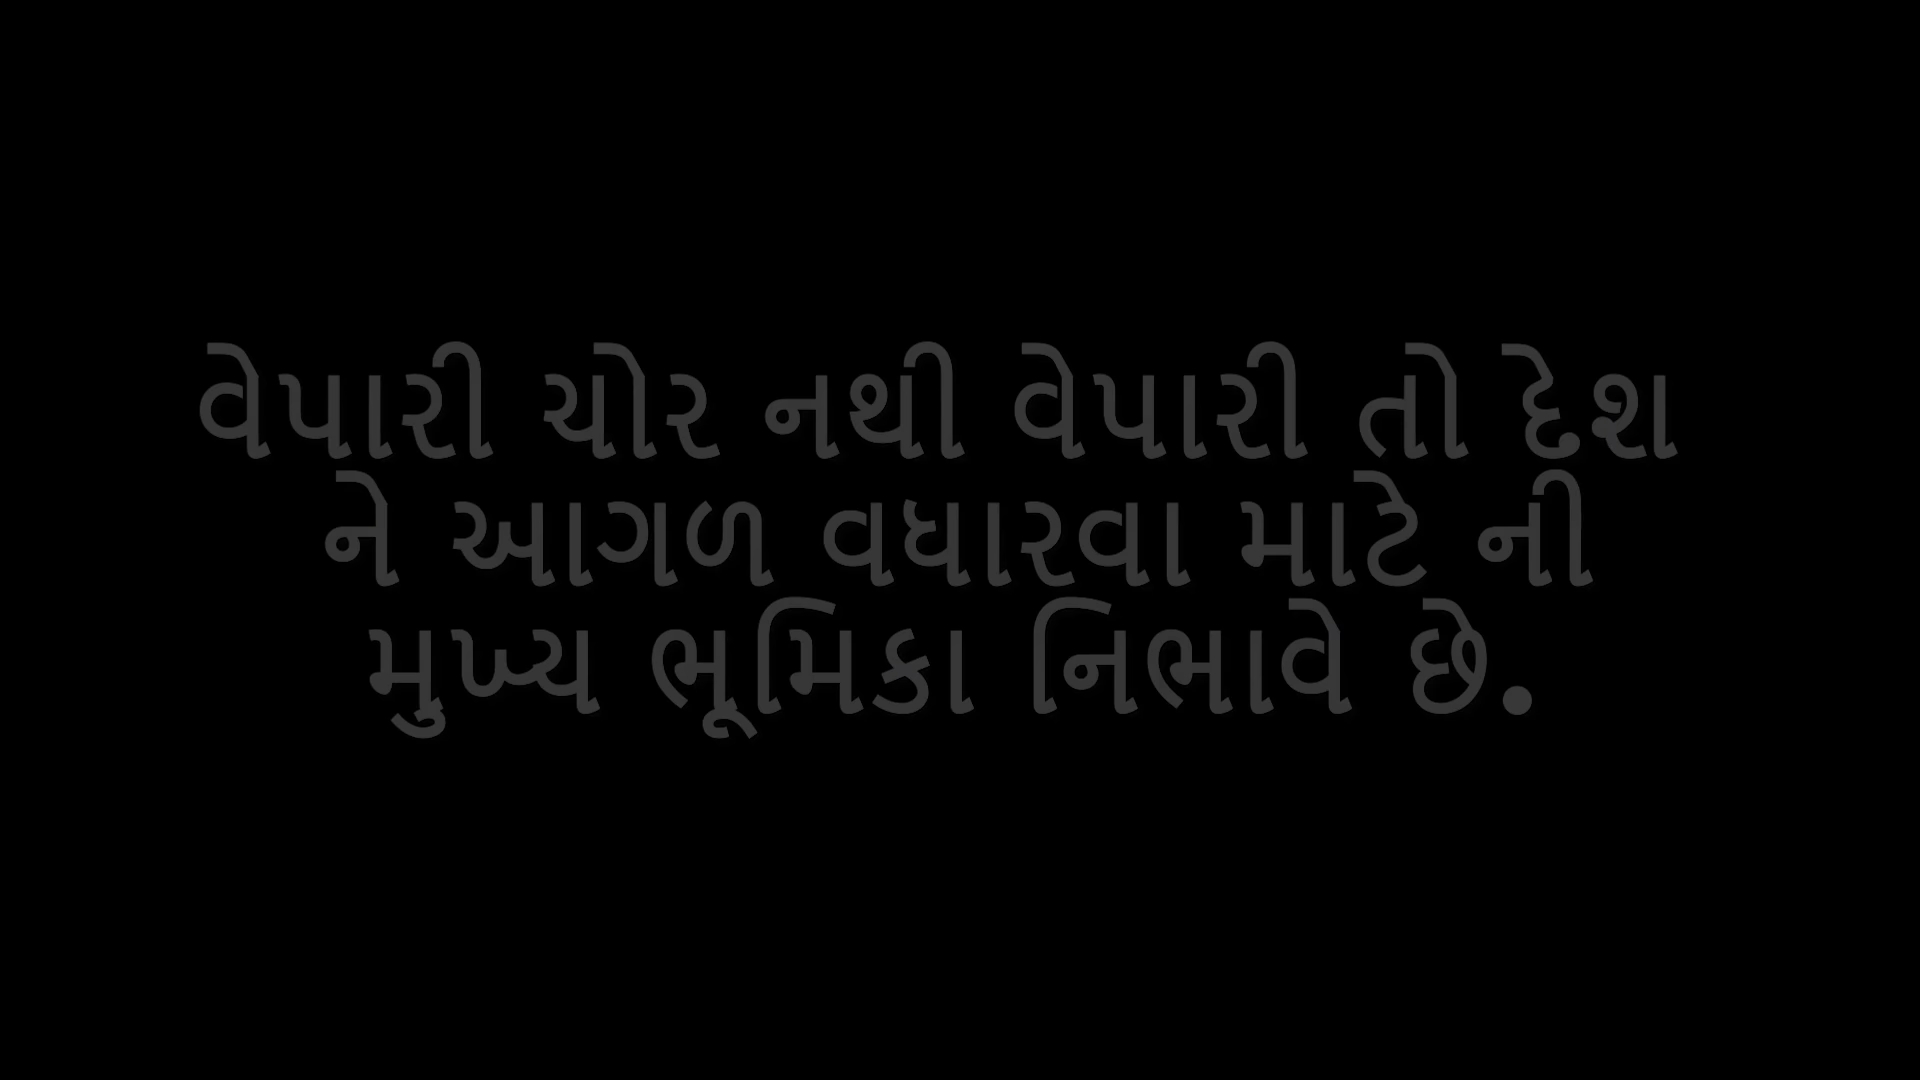 વેપારી ચોર નથી વેપારી તો દેશ
ને આગળ વધારવા માટે ની
મુખ્ય ભૂમિકા નિભાવે છે.